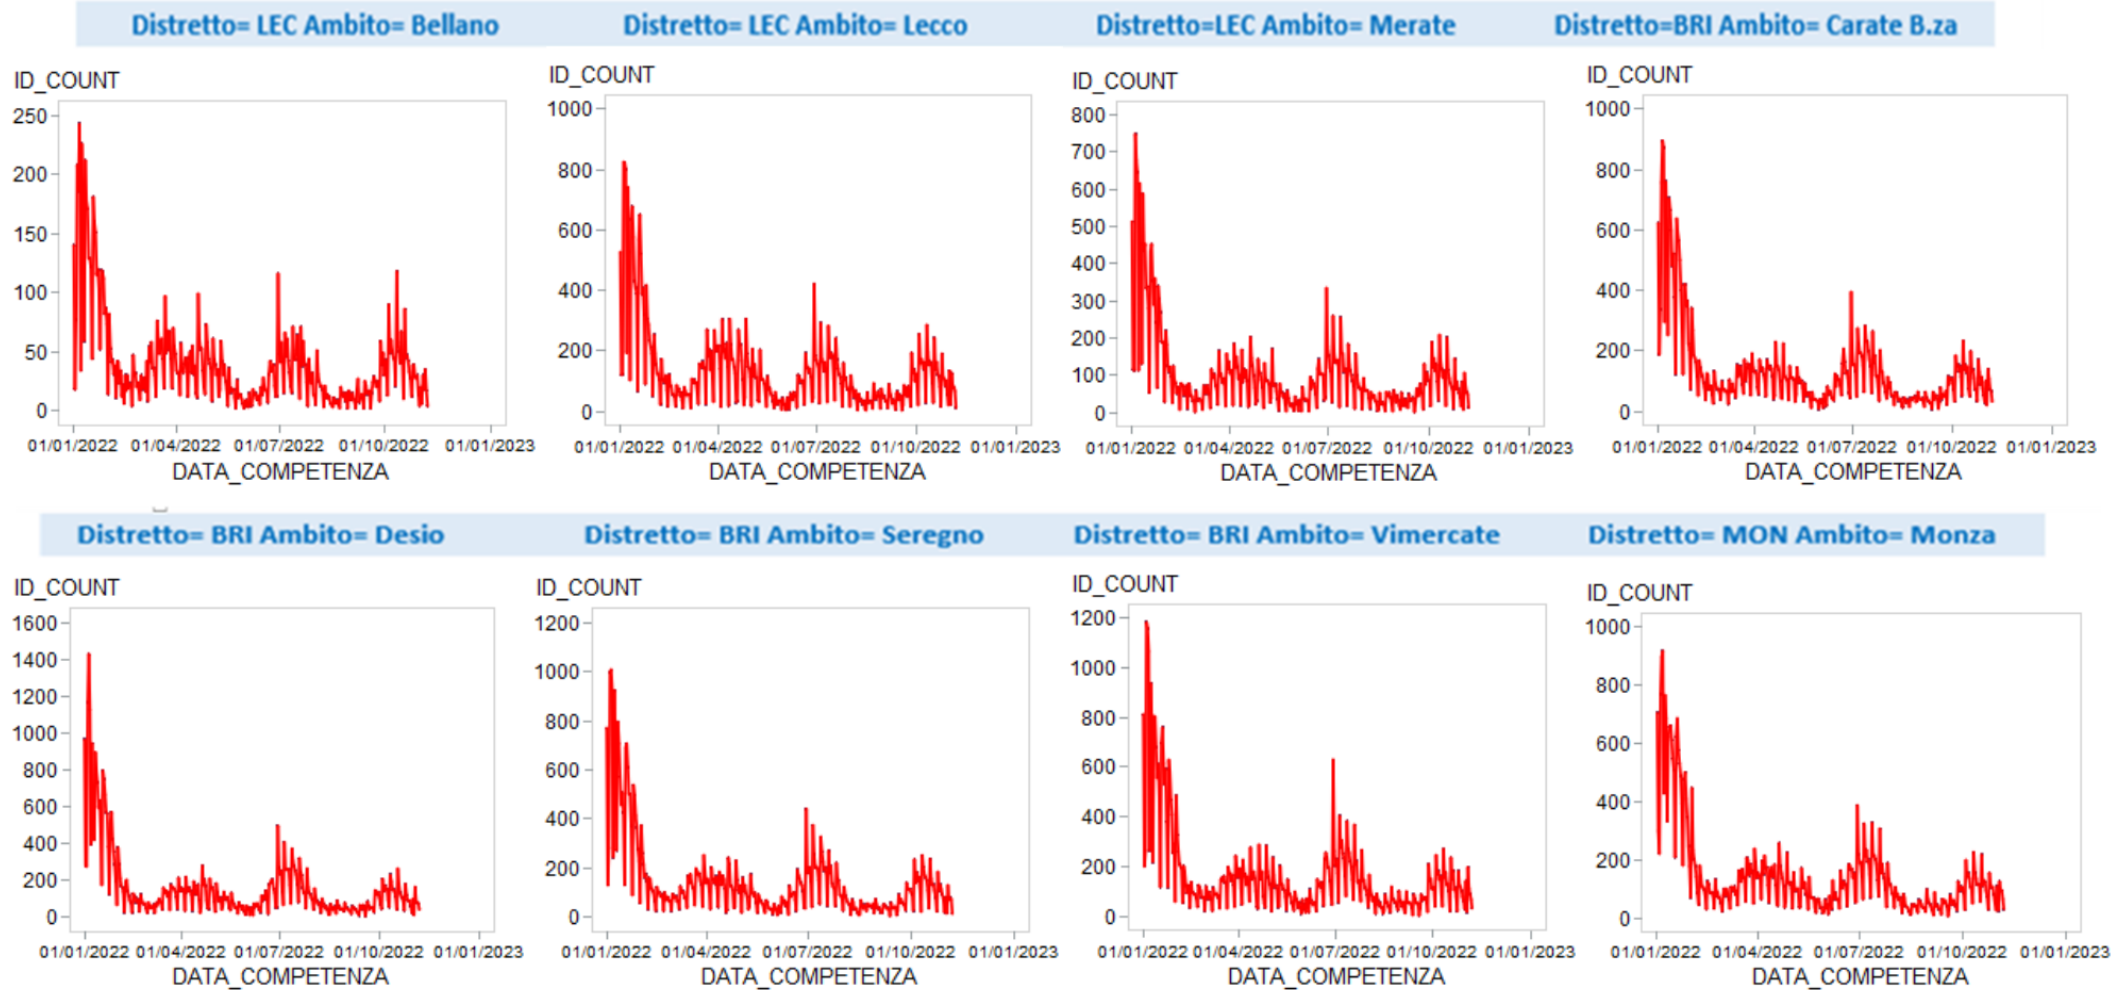 Distretto= LEC Ambito= Bellano
Distretto= LEC Ambito= Lecco
Distretto=LEC Ambito= Merate
Distretto=BRI Ambito= Carate B.za
ID_COUNT
250
200
150
100
50
0
01/01/2022 01/04/2022 01/07/2022 01/10/2022 01/01/2023
DATA_COMPETENZA
ID_COUNT
1000
800
600
400
200
0
01/01/2022 01/04/2022 01/07/2022 01/10/2022 01/01/2023
DATA_COMPETENZA
ID_COUNT
800
700
600
500
400
300
200
100
0
01/01/2022 01/04/2022 01/07/2022 01/10/2022 01/01/2023
DATA_COMPETENZA
ID_COUNT
1000
800
600
400
200
0
01/01/2022 01/04/2022 01/07/2022 01/10/2022 01/01/2023
DATA_COMPETENZA
Distretto= BRI Ambito= Desio
Distretto= BRI Ambito= Seregno
Distretto= BRI Ambito= Vimercate
Distretto= MON Ambito= Monza
ID_COUNT
1600
1400
1200
1000
800
600
400
200
0
01/01/2022 01/04/2022 01/07/2022 01/10/2022 01/01/2023
DATA_COMPETENZA
ID_COUNT
1200
1000
800
600
400
200
0
01/01/2022 01/04/2022 01/07/2022 01/10/2022 01/01/2023
DATA_COMPETENZA
ID_COUNT
1200
1000
800
600
400
200
0
01/01/2022 01/04/2022 01/07/2022 01/10/2022 01/01/2023
DATA_COMPETENZA
ID_COUNT
1000
800
600
400
200
0
01/01/2022 01/04/2022 01/07/2022 01/10/2022 01/01/2023
DATA_COMPETENZA